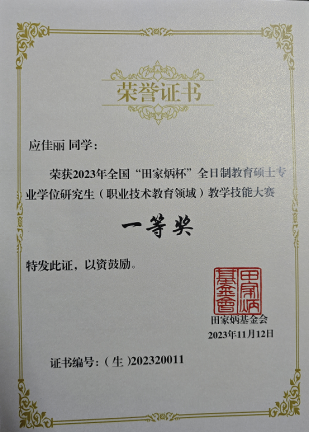 荣誉证书
应佳丽 同学：
荣获2023年全国“田家炳杯”全日制教育硕士专
业学位研究生（职业技术教育领域）教学技能大赛
一等奖
特发此证，以资鼓励。
田家炳基金會
田家炳基金会
2023年11月12日
证书编号：（生）202320011